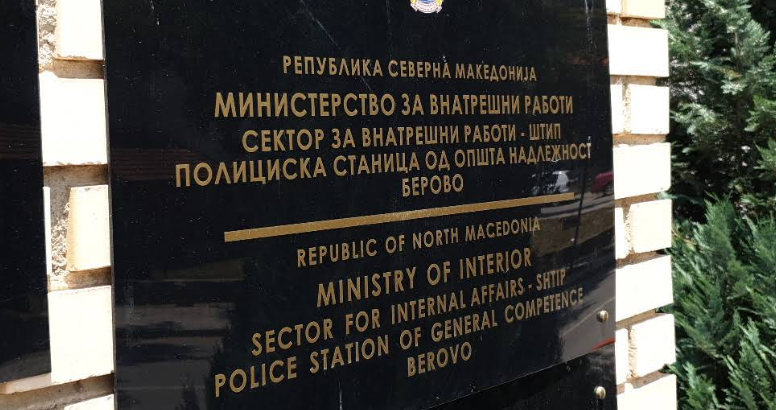 РЕПУБЛИКА СЕВЕРНА МАКЕДОНИЈА
МИНИСТЕРСТВО ЗА ВНАТРЕШНИ РАБОТИ
СЕКТОР ЗА ВНАТРЕШНИ РАБОТИ - ШТИП
ПОЛИЦИСКА СТАНИЦА ОД ОПШТА НАДЛЕЖНОСТ
БЕРОВО
REPUBLIC OF NORTH MACEDONIA
MINISTRY OF INTERIOR
SECTOR FOR INTERNAL AFFAIRS - SHTIP
POLICE STATION OF GENERAL COMPETENCE
BEROVO